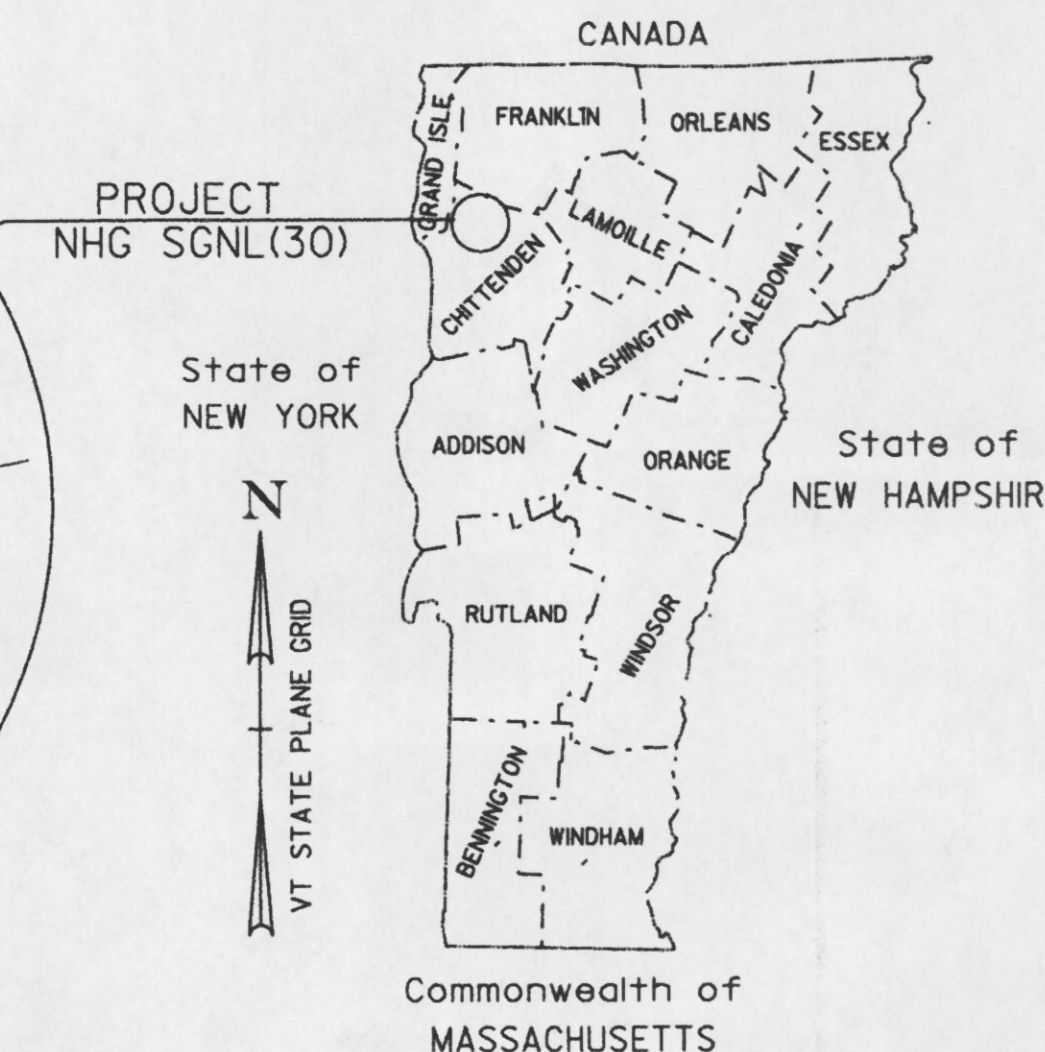 CANADA
GRAND ISLE
FRANKLIN
ORLEANS
ESSEX
PROJECT
NHG SGNL(30)
LAMOILLE
CHITTENDEN
CALEDONIA
WASHINGTON
State of
NEW YORK
ADDISON
ORANGE
State of
NEW HAMPSHIR
N
VT STATE PLANE GRID
RUTLAND
WINDSOR
BENNINGTON
WINDHAM
Commonwealth of
MASSACHUSETTS